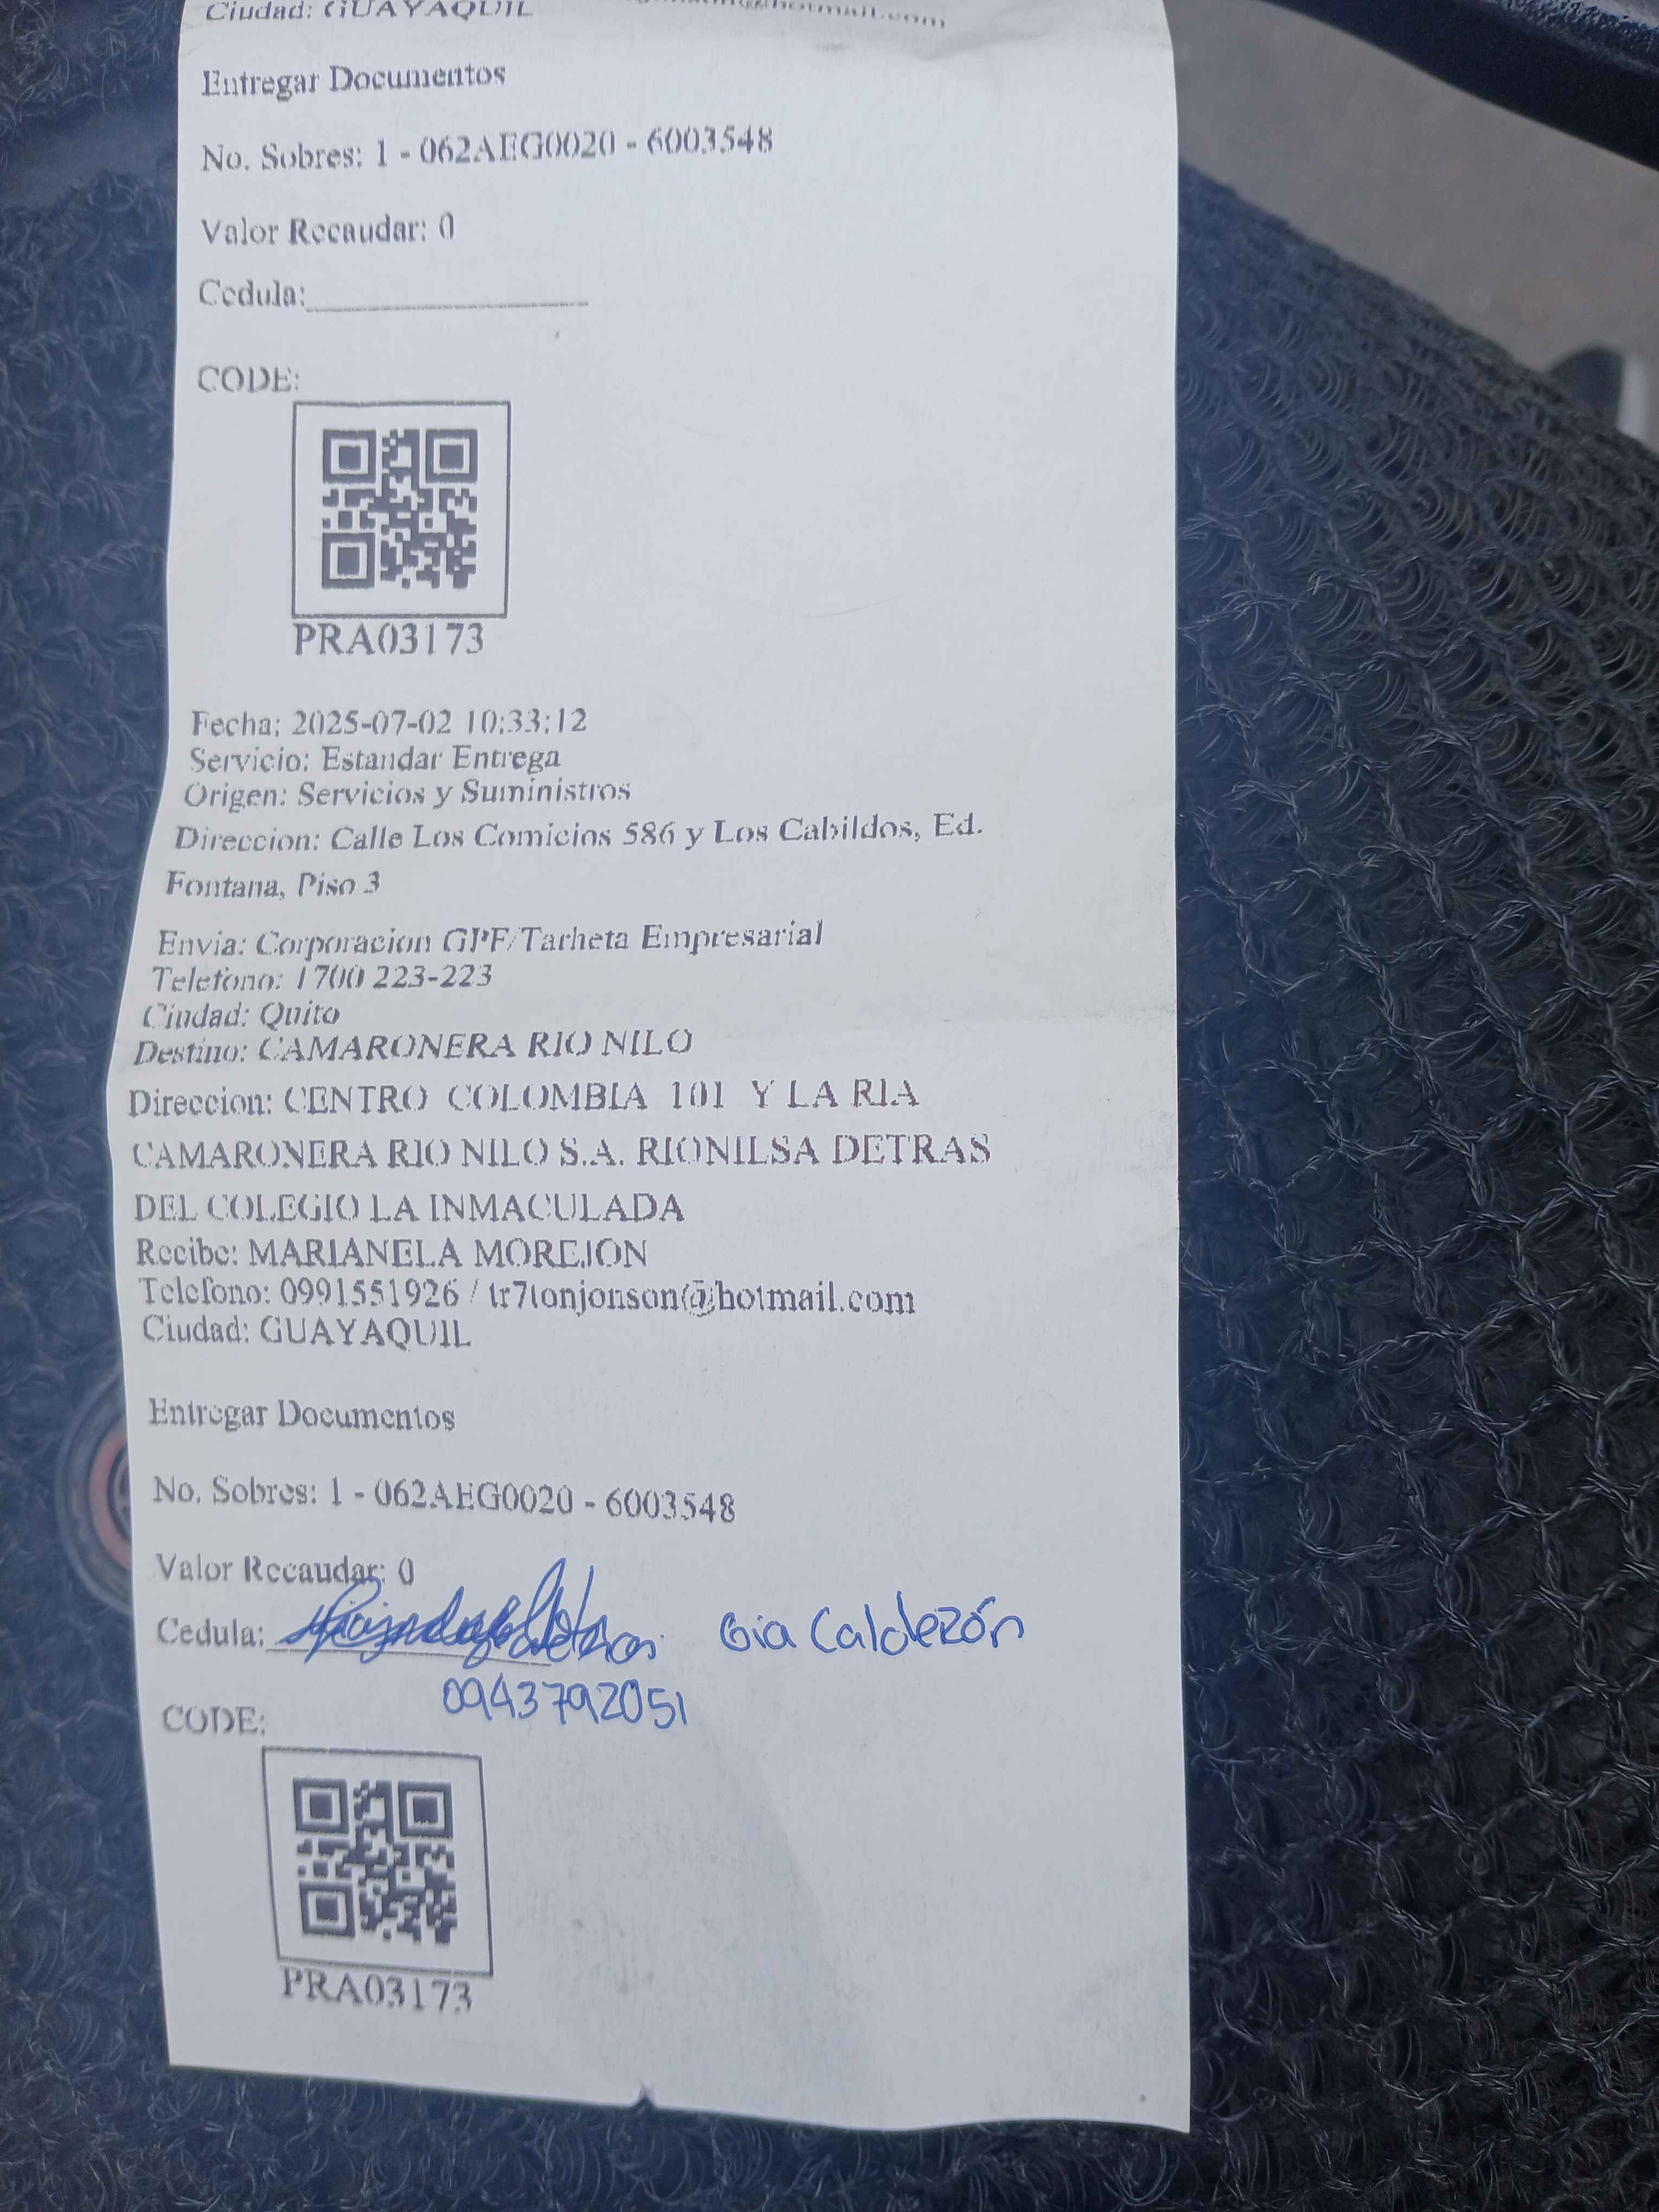 Ciudad: GUAYAQUIL
Entregar Documentos
No. Sobres: 1 - 062AEG0020 - 6003548
Valor Recaudar: 0
Cedula:
CODE:
PRA03173
Fecha: 2025-07-02 10:33:12
Servicio: Estandar Entrega
Origen: Servicios y Suministros
Direccion: Calle Los Comicios 586 y Los Cabildos, Ed.
Fontana, Piso 3
Envia: Corporacion GPF/Tarheta Empresarial
Telefono: 1700 223-223
Ciudad: Quito
Destino: CAMARONERA RIO NILO
Direccion: CENTRO COLOMBIA 101 Y LA RIA
CAMARONERA RIO NILO S.A. RIONILSA DETRAS
DEL COLEGIO LA INMACULADA
Recibe: MARIANELA MOREJON
Telefono: 0991551926 / tr7tonjonson@hotmail.com
Ciudad: GUAYAQUIL
Entregar Documentos
No. Sobres: 1 - 062AEG0020 - 6003548
Valor Recaudar: 0
Cedula: Gia Calderón
0943792051
CODE:
PRA03173